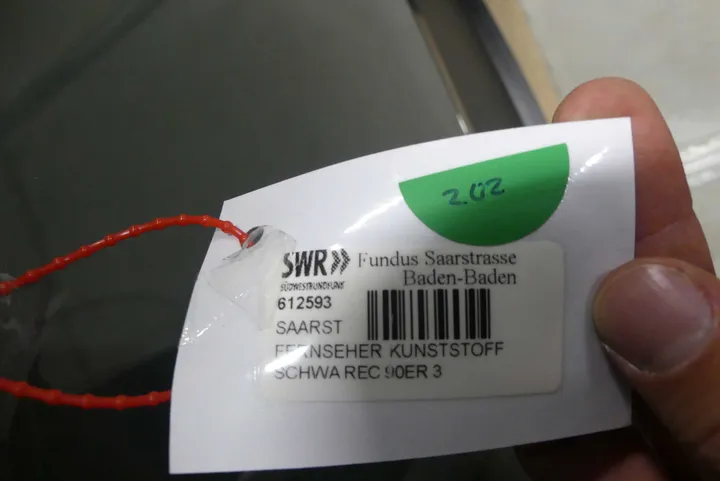 2.02
SWR» Fundus Saarstrasse
SÜDWESTRUNDFUNK Baden-Baden
612593
SAARST
FERNSEHER KUNSTSTOFF
SCHWA REC 90ER 3